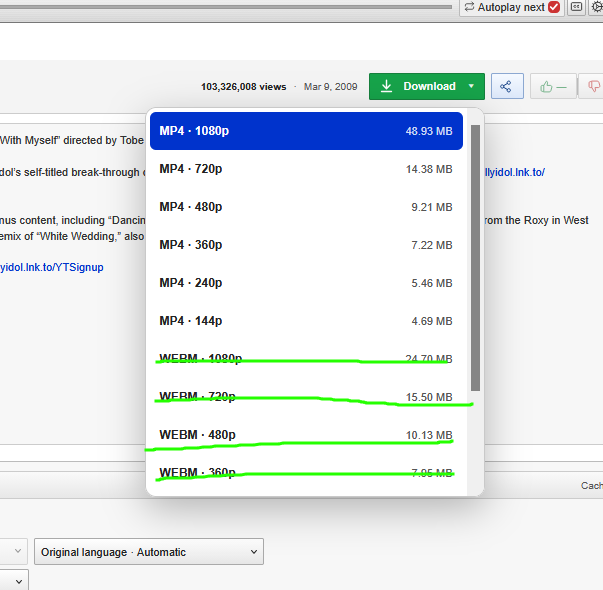 Autoplay next
103,326,008 views · Mar 9, 2009 Download —
With Myself" directed by Tobe
MP4 · 1080p 48.93 MB
MP4 · 720p 14.38 MB
dol's self-titled break-through llyidol.lnk.to/
MP4 · 480p 9.21 MB
nus content, including "Dancin rom the Roxy in West
emix of "White Wedding," also
MP4 · 360p 7.22 MB
yidol.lnk.to/YTSignup
MP4 · 240p 5.46 MB
MP4 · 144p 4.69 MB
WEBM · 1080p 24.70 MB
WEBM · 720p 15.50 MB
WEBM · 480p 10.13 MB
WEBM · 360p 7.95 MB
Cach
Original language · Automatic